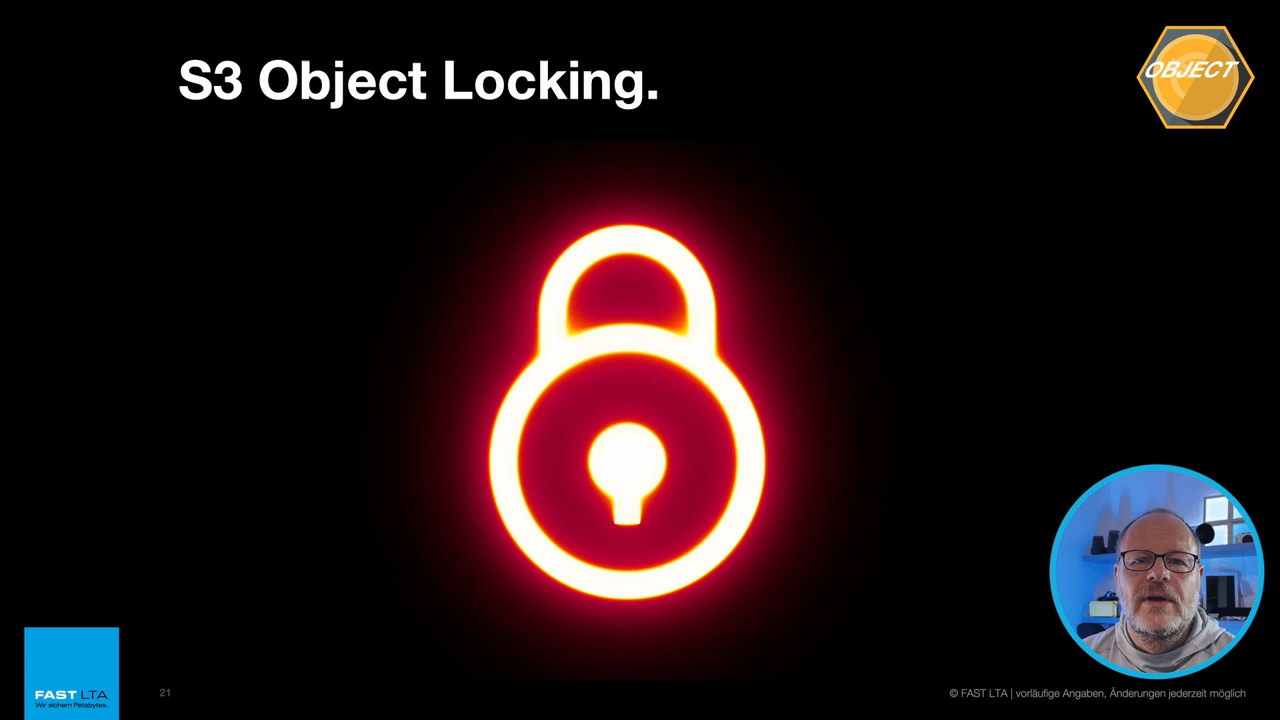 S3 Object Locking.
OBJECT
FAST LTA
Wir sichern Petabytes.
21
© FAST LTA | vorläufige Angaben, Änderungen jederzeit möglich